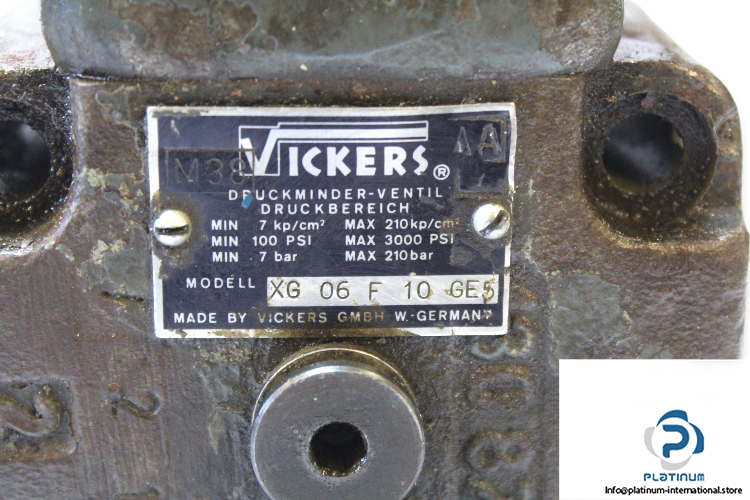 M38 VICKERS® AA
DRUCKMINDER-VENTIL
DRUCKBEREICH
MIN 7 kp/cm² MAX 210 kp/cm²
MIN 100 PSI MAX 3000 PSI
MIN 7 bar MAX 210 bar
MODELL XG 06 F 10 GE5
MADE BY VICKERS GMBH W.-GERMANY
2
2
PLATINUM
Info@platinum-international.store